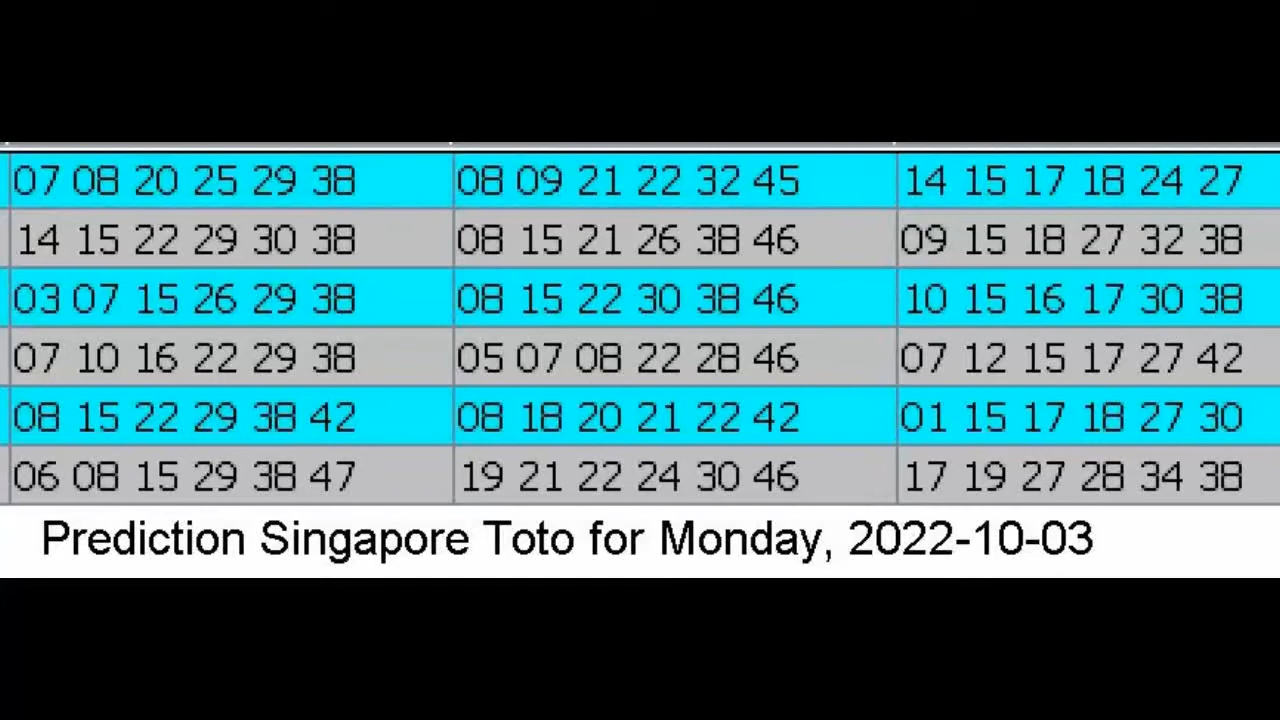 07 08 20 25 29 38 08 09 21 22 32 45 14 15 17 18 24 27
14 15 22 29 30 38 08 15 21 26 38 46 09 15 18 27 32 38
03 07 15 26 29 38 08 15 22 30 38 46 10 15 16 17 30 38
07 10 16 22 29 38 05 07 08 22 28 46 07 12 15 17 27 42
08 15 22 29 38 42 08 18 20 21 22 42 01 15 17 18 27 30
06 08 15 29 38 47 19 21 22 24 30 46 17 19 27 28 34 38
Prediction Singapore Toto for Monday, 2022-10-03